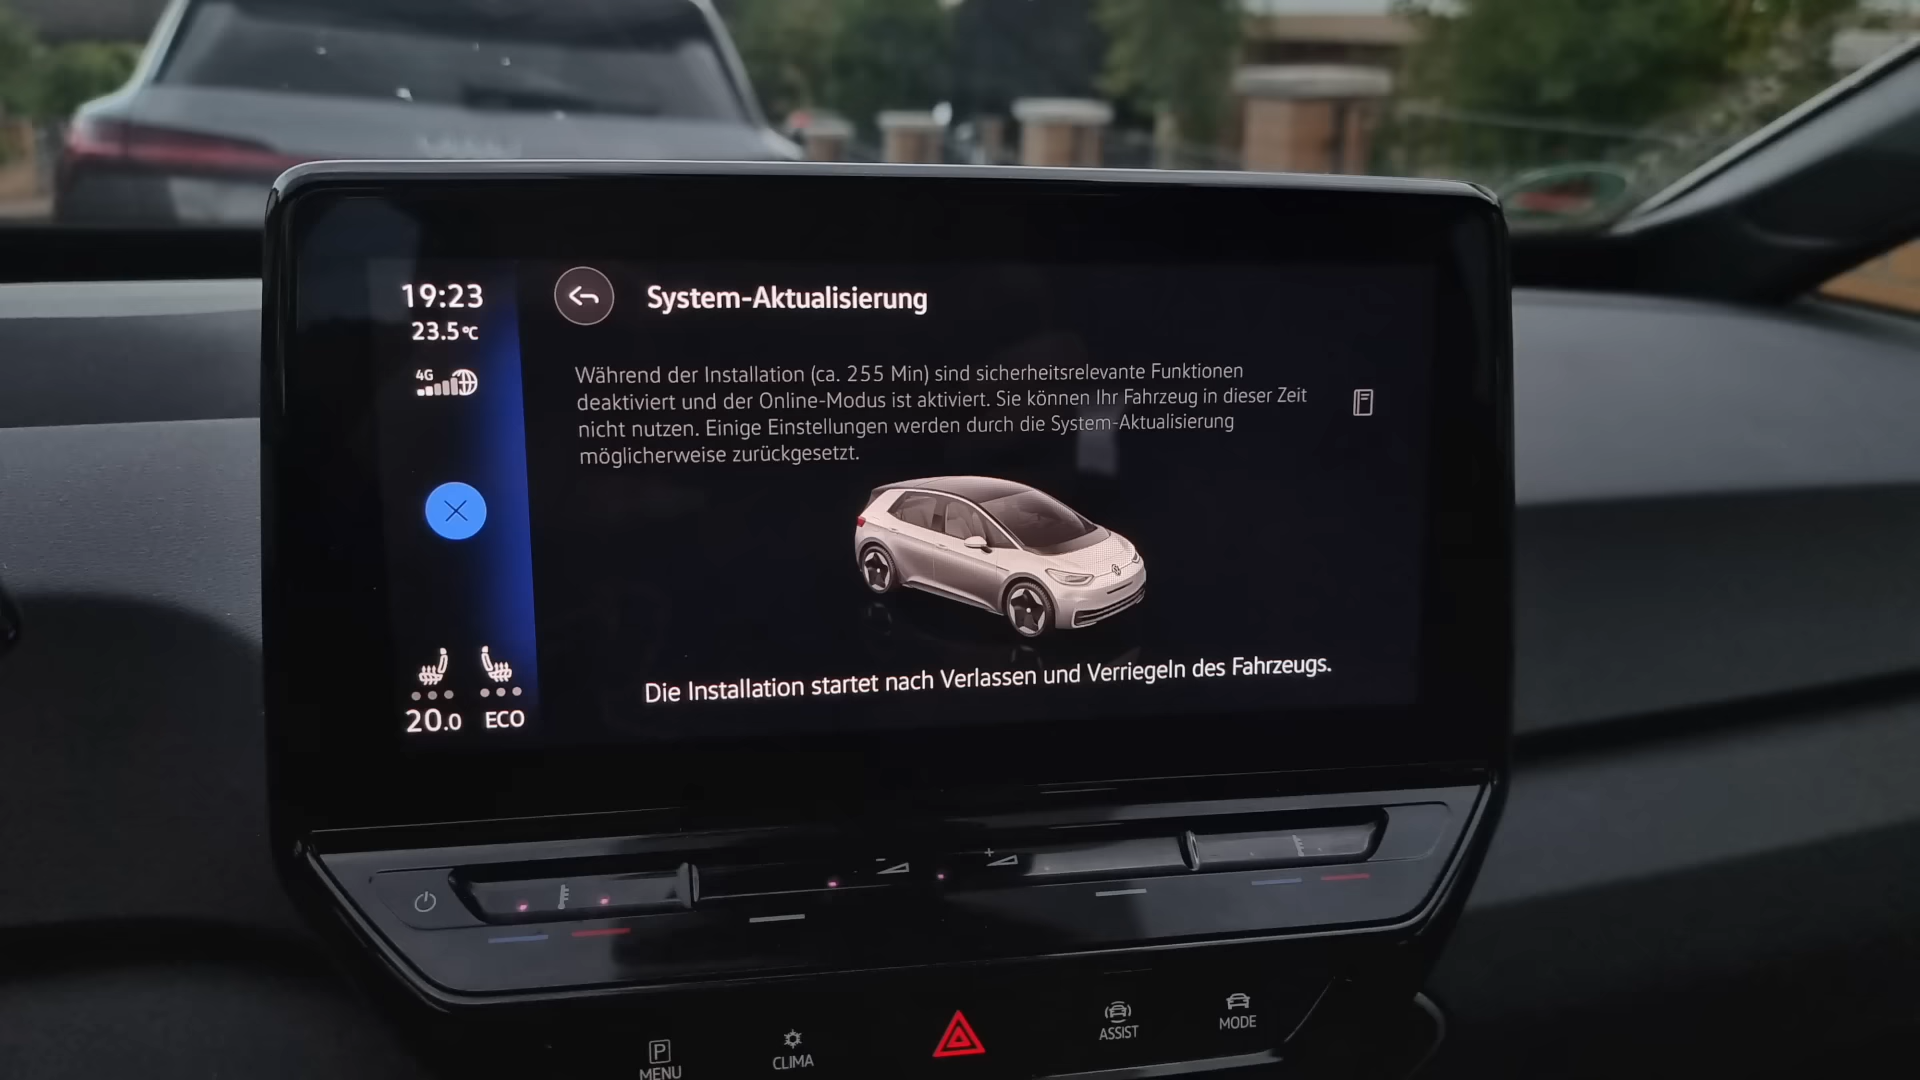 19:23
23.5°C
4G
System-Aktualisierung
Während der Installation (ca. 255 Min) sind sicherheitsrelevante Funktionen
deaktiviert und der Online-Modus ist aktiviert. Sie können Ihr Fahrzeug in dieser Zeit
nicht nutzen. Einige Einstellungen werden durch die System-Aktualisierung
möglicherweise zurückgesetzt.
Die Installation startet nach Verlassen und Verriegeln des Fahrzeugs.
20.0 ECO
P
MENU
CLIMA
ASSIST
MODE